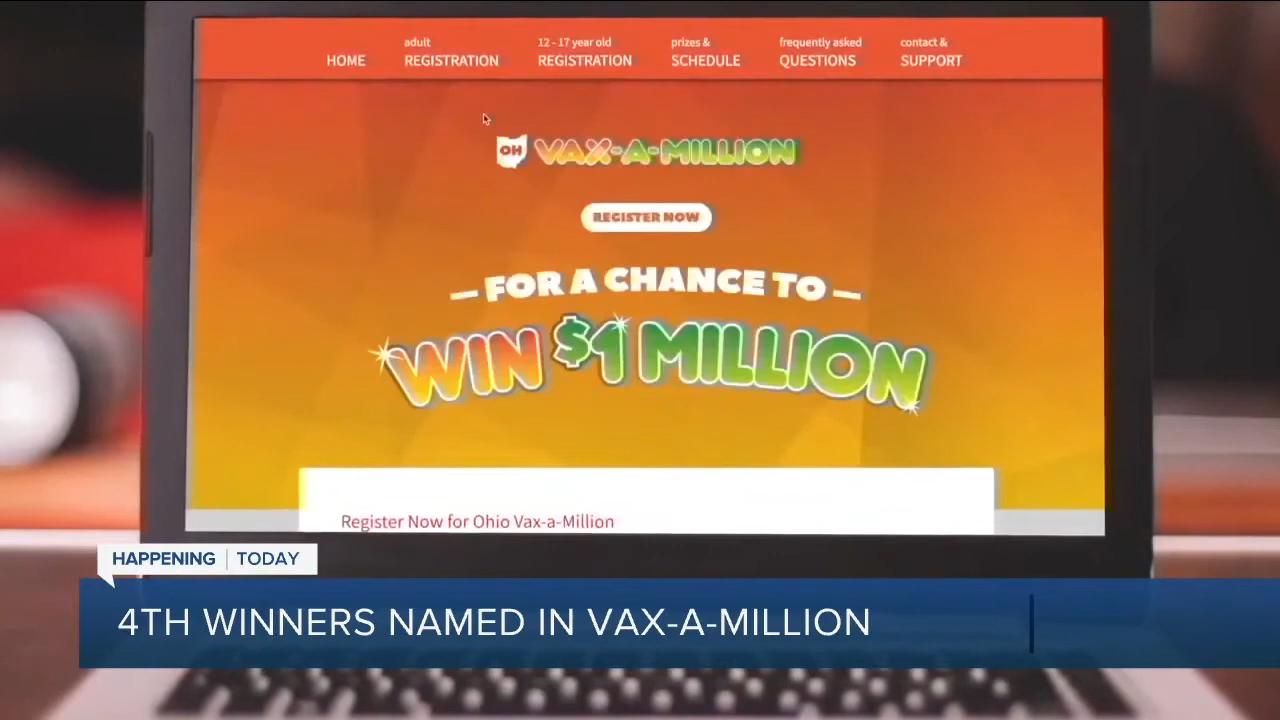 adult
12 - 17 year old
prizes &
frequently asked
contact &
HOME
REGISTRATION
REGISTRATION
SCHEDULE
QUESTIONS
SUPPORT
OH VAX-A-MILLION
REGISTER NOW
— FOR A CHANCE TO —
WIN $1 MILLION
Register Now for Ohio Vax-a-Million
HAPPENING | TODAY
4TH WINNERS NAMED IN VAX-A-MILLION